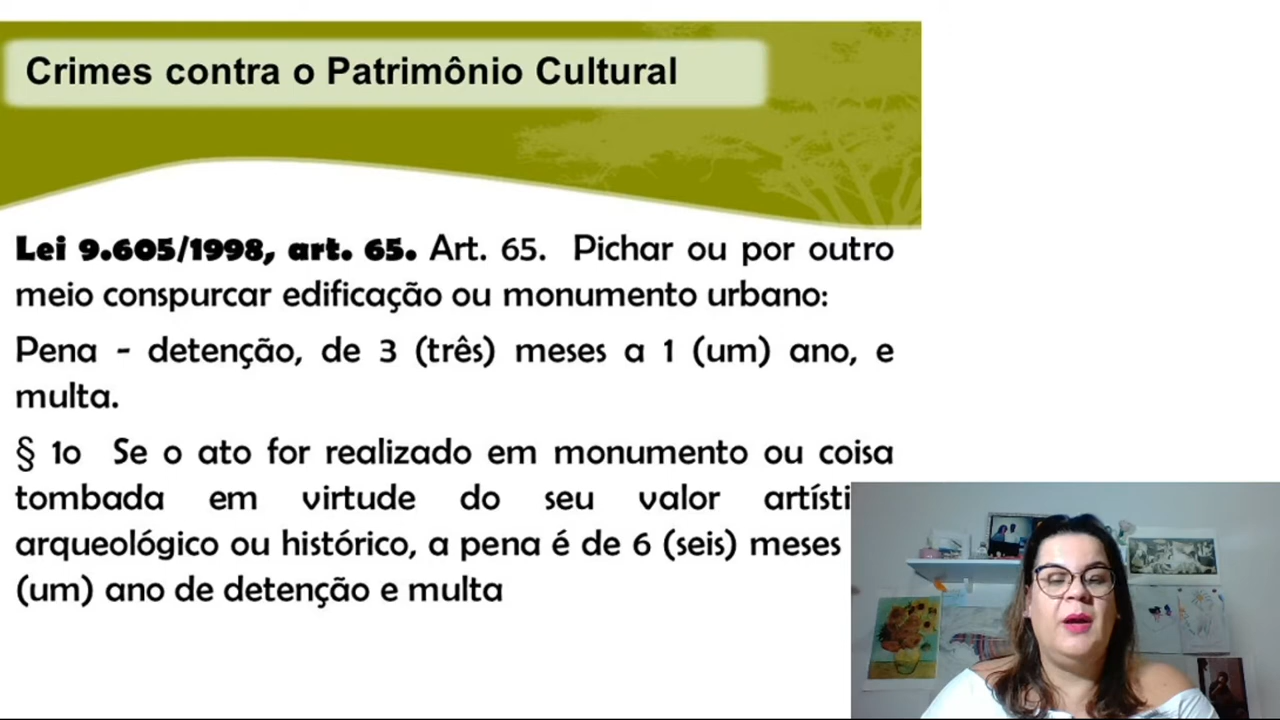 Crimes contra o Patrimônio Cultural
Lei 9.605/1998, art. 65. Art. 65. Pichar ou por outro
meio conspurcar edificação ou monumento urbano:
Pena - detenção, de 3 (três) meses a 1 (um) ano, e
multa.
§ 1o Se o ato for realizado em monumento ou coisa
tombada em virtude do seu valor
arqueológico ou histórico, a pena é de 6 (seis) meses
(um) ano de detenção e multa